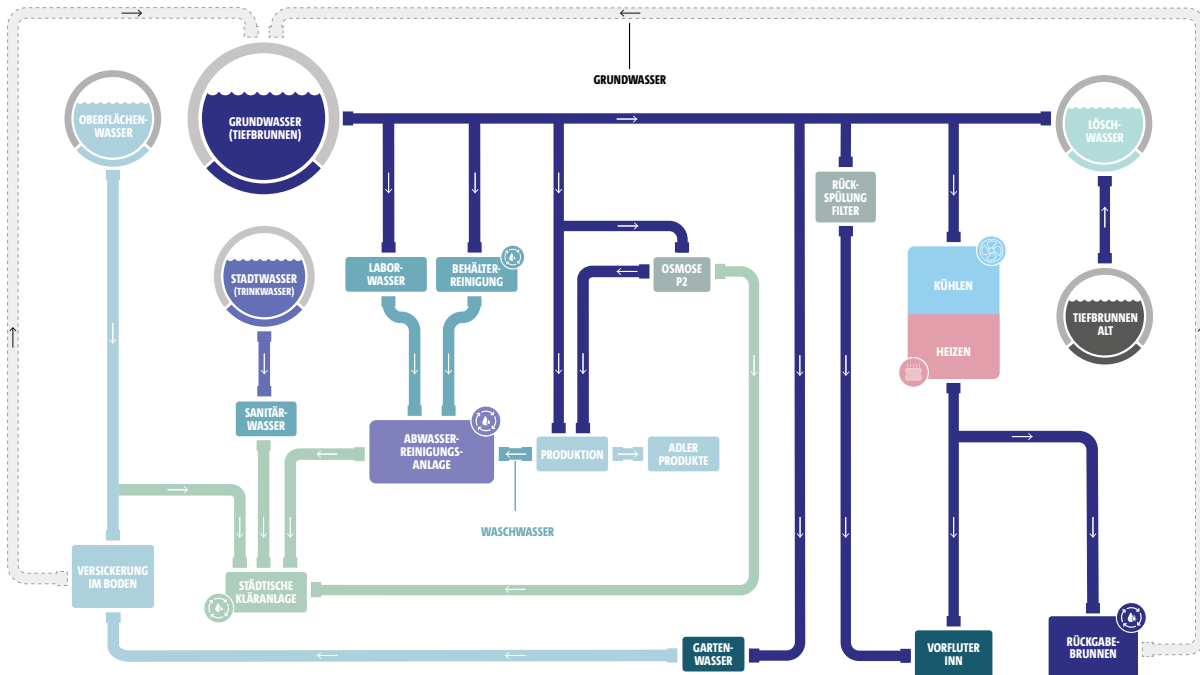 GRUNDWASSER
OBERFLÄCHEN-
WASSER
GRUNDWASSER
(TIEFBRUNNEN)
LÖSCH-
WASSER
RÜCK-
SPÜLUNG
FILTER
STADTWASSER
(TRINKWASSER)
LABOR-
WASSER
BEHÄLTER-
REINIGUNG
OSMOSE
P2
KÜHLEN
HEIZEN
TIEFBRUNNEN
ALT
SANITÄR-
WASSER
ABWASSER-
REINIGUNGS-
ANLAGE
PRODUKTION
ADLER
PRODUKTE
WASCHWASSER
VERSICKERUNG
IM BODEN
STÄDTISCHE
KLÄRANLAGE
GARTEN-
WASSER
VORFLUTER
INN
RÜCKGABE-
BRUNNEN